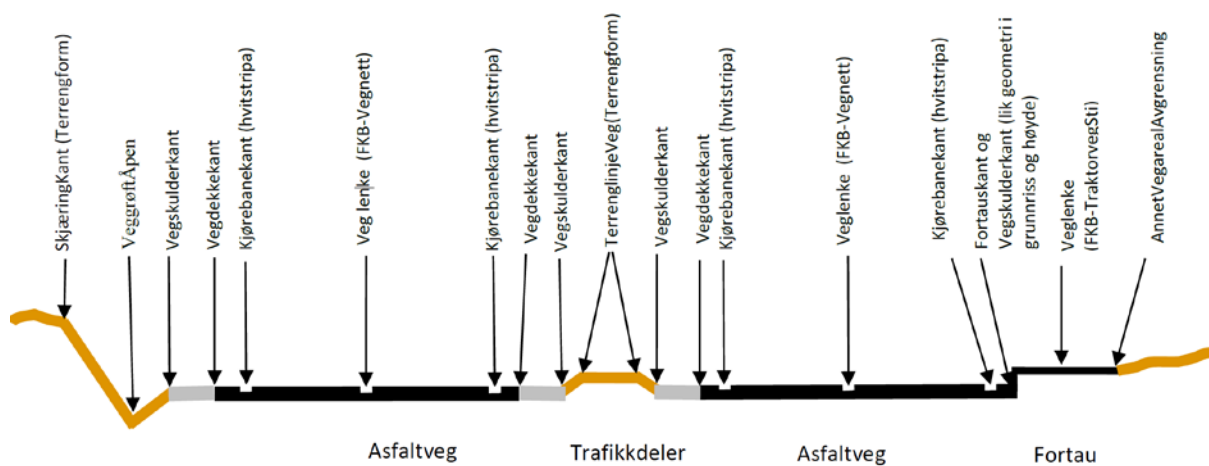 SkjæringKant (Terrengform)
VeggrøftÅpen
Vegskulderkant
Vegdekkekant
Kjørebanekant (hvitstripa)
Veg lenke (FKB-Vegnett)
Kjørebanekant (hvitstripa)
Vegdekkekant
Vegskulderkant
TerrenglinjeVeg(Terrengform)
Vegskulderkant
Vegdekkekant
Kjørebanekant (hvitstripa)
Veglenke (FKB-Vegnett)
Kjørebanekant (hvitstripa)
Fortauskant og
Vegskulderkant (lik geometri i
grunnriss og høyde)
Veglenke
(FKB-TraktorvegSti)
AnnetVegarealAvgrensning
Asfaltveg
Trafikkdeler
Asfaltveg
Fortau